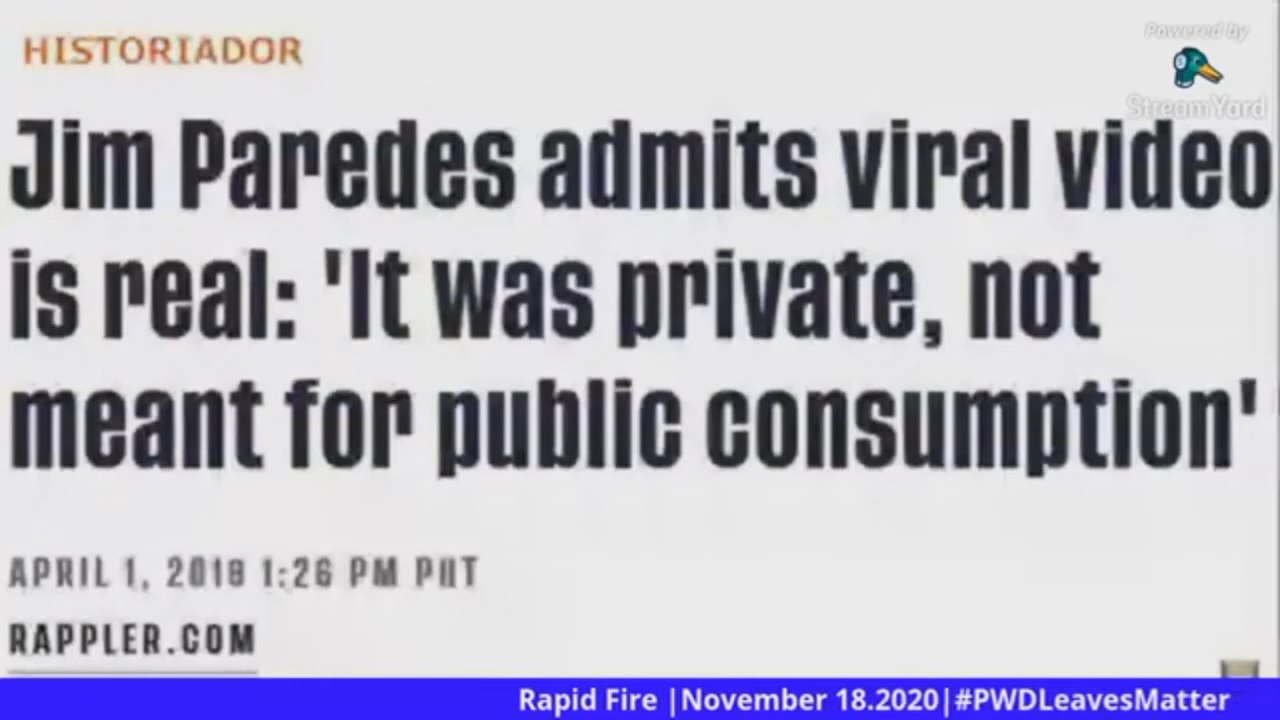 HISTORIADOR
Powered by
StreamYard
Jim Paredes admits viral video
is real: 'It was private, not
meant for public consumption'
APRIL 1, 2019 1:26 PM PHT
RAPPLER.COM
Rapid Fire |November 18.2020|#PWDLeavesMatter